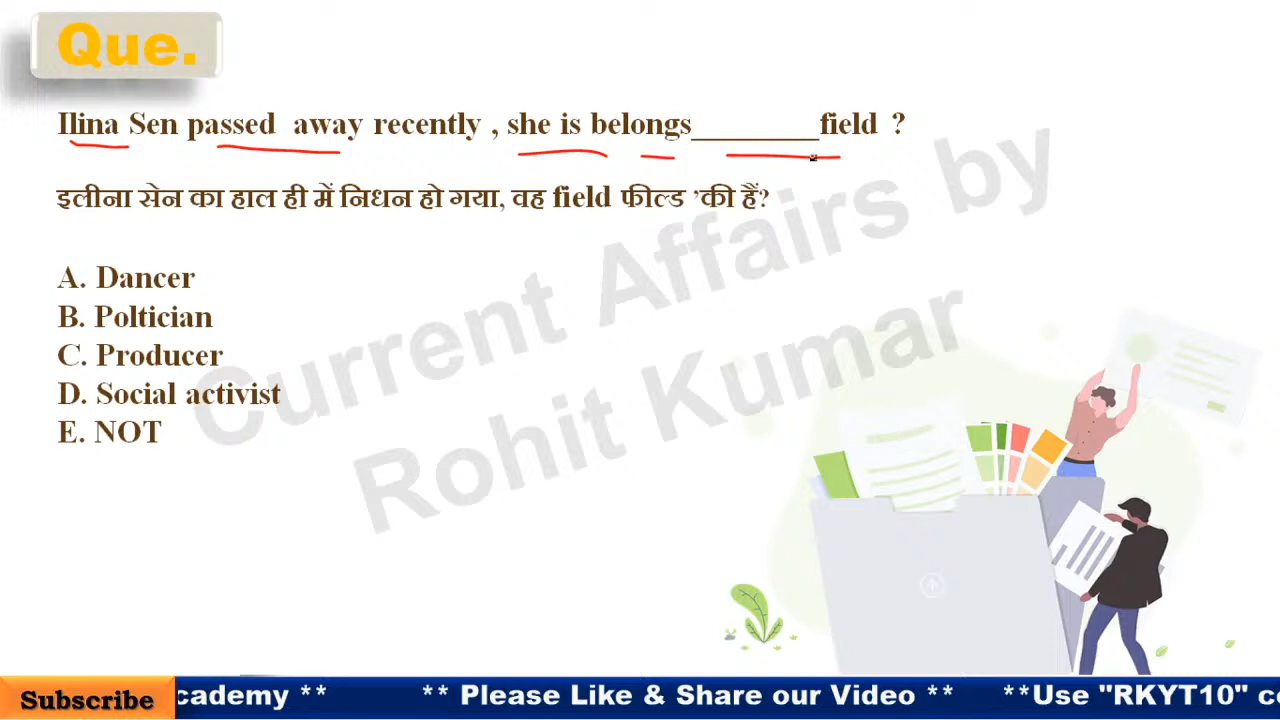 Que.
Ilina Sen passed away recently , she is belongs________field ?
इलीना सेन का हाल ही में निधन हो गया, वह field फील्ड ’की हैं?
A. Dancer
B. Poltician
C. Producer
D. Social activist
E. NOT
Current Affairs by
Rohit Kumar
Subscribe
cademy ** ** Please Like & Share our Video ** **Use "RKYT10" co